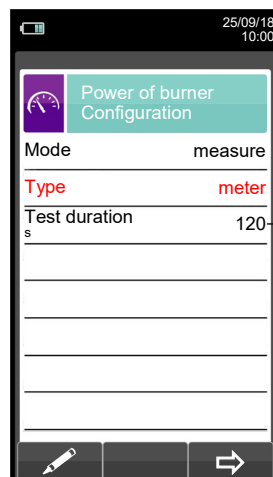 25/09/18
10:00
Power of burner
Configuration
Mode measure
Type meter
Test duration 120-
s